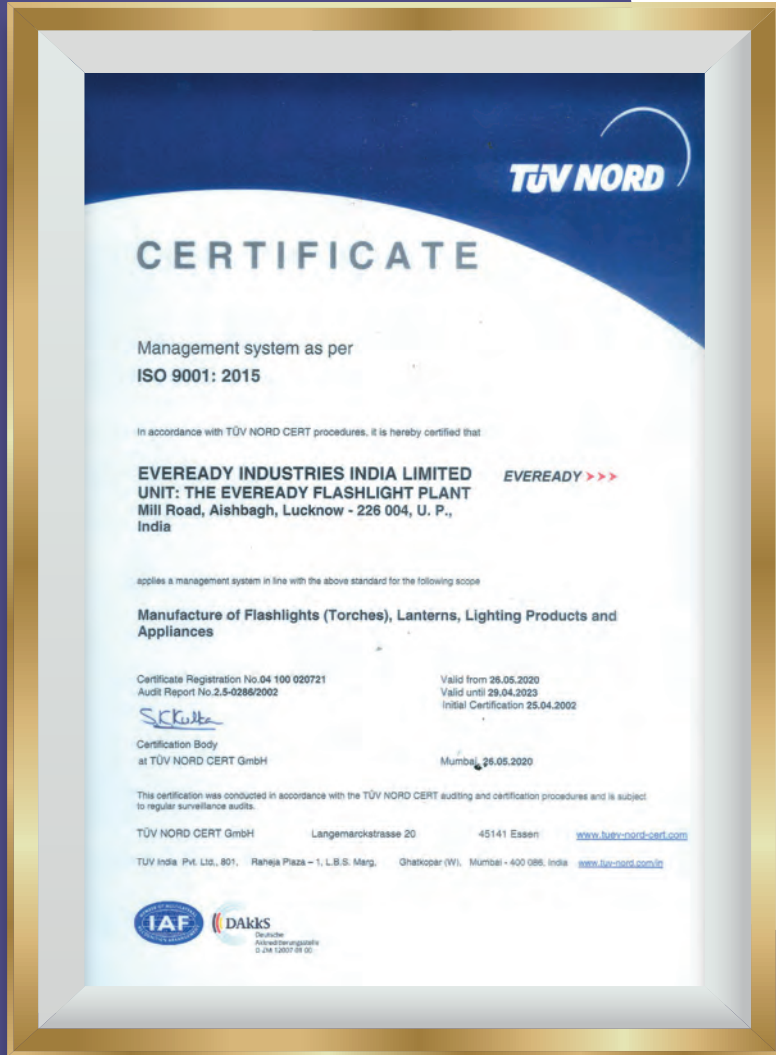 TÜV NORD
CERTIFICATE
Management system as per
ISO 9001: 2015
In accordance with TÜV NORD CERT procedures, it is hereby certified that
EVEREADY INDUSTRIES INDIA LIMITED
UNIT: THE EVEREADY FLASHLIGHT PLANT
Mill Road, Aishbagh, Lucknow - 226 004, U. P.,
India
EVEREADY
applies a management system in line with the above standard for the following scope
Manufacture of Flashlights (Torches), Lanterns, Lighting Products and
Appliances
Certificate Registration No.04 100 020721
Audit Report No.2.5-0286/2002
Valid from 26.05.2020
Valid until 29.04.2023
Initial Certification 25.04.2002
Certification Body
at TÜV NORD CERT GmbH
Mumbai, 26.05.2020
This certification was conducted in accordance with the TÜV NORD CERT auditing and certification procedures and is subject
to regular surveillance audits.
TÜV NORD CERT GmbH Langemarckstrasse 20 45141 Essen www.tuev-nord-cert.com
TUV India Pvt. Ltd., 801, Raheja Plaza – 1, L.B.S. Marg, Ghatkopar (W), Mumbai - 400 086, India www.tuv-nord.com/in
IAF
DAkkS
Deutsche
Akkreditierungsstelle